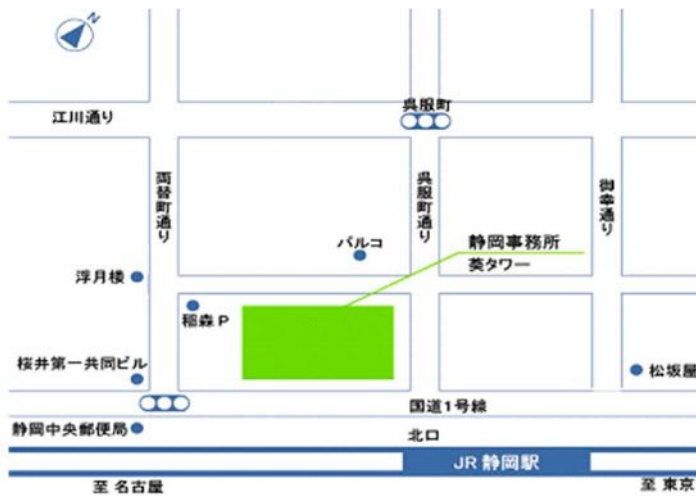 N
呉服町
江川通り
両替町通り
呉服町通り
御幸通り
静岡事務所
葵タワー
パルコ
浮月楼
稲森 P
桜井第一共同ビル
松坂屋
国道1号線
静岡中央郵便局
北口
JR 静岡駅
至 名古屋
至 東京